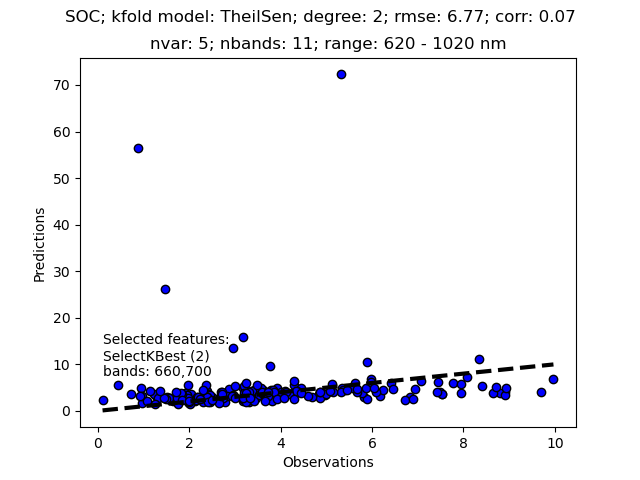 SOC; kfold model: TheilSen; degree: 2; rmse: 6.77; corr: 0.07
nvar: 5; nbands: 11; range: 620 - 1020 nm
70
60
50
40
30
20
10
0
Predictions
Selected features:
SelectKBest (2)
bands: 660,700
0 2 4 6 8 10
Observations